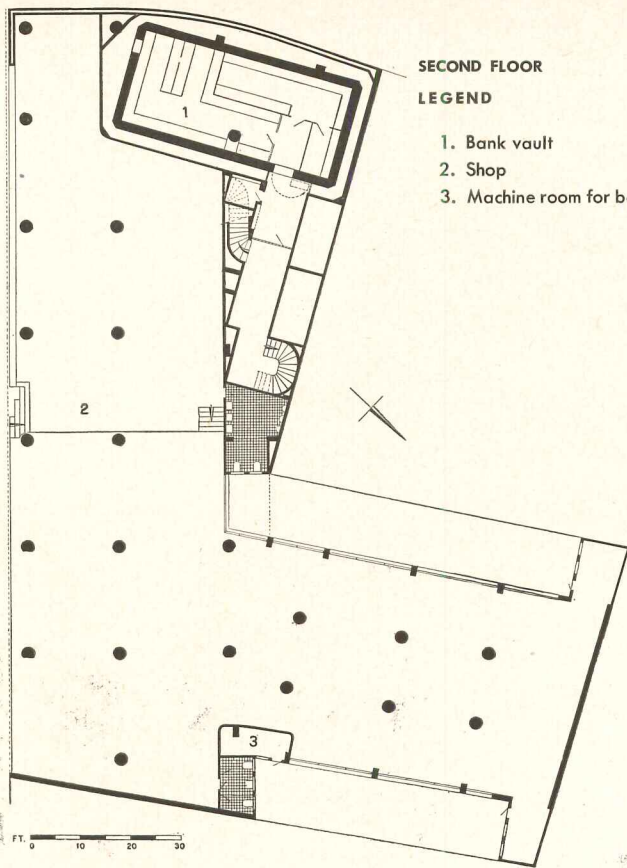 SECOND FLOOR
LEGEND
1. Bank vault
2. Shop
3. Machine room for b
1
2
3
FT. 0 10 20 30